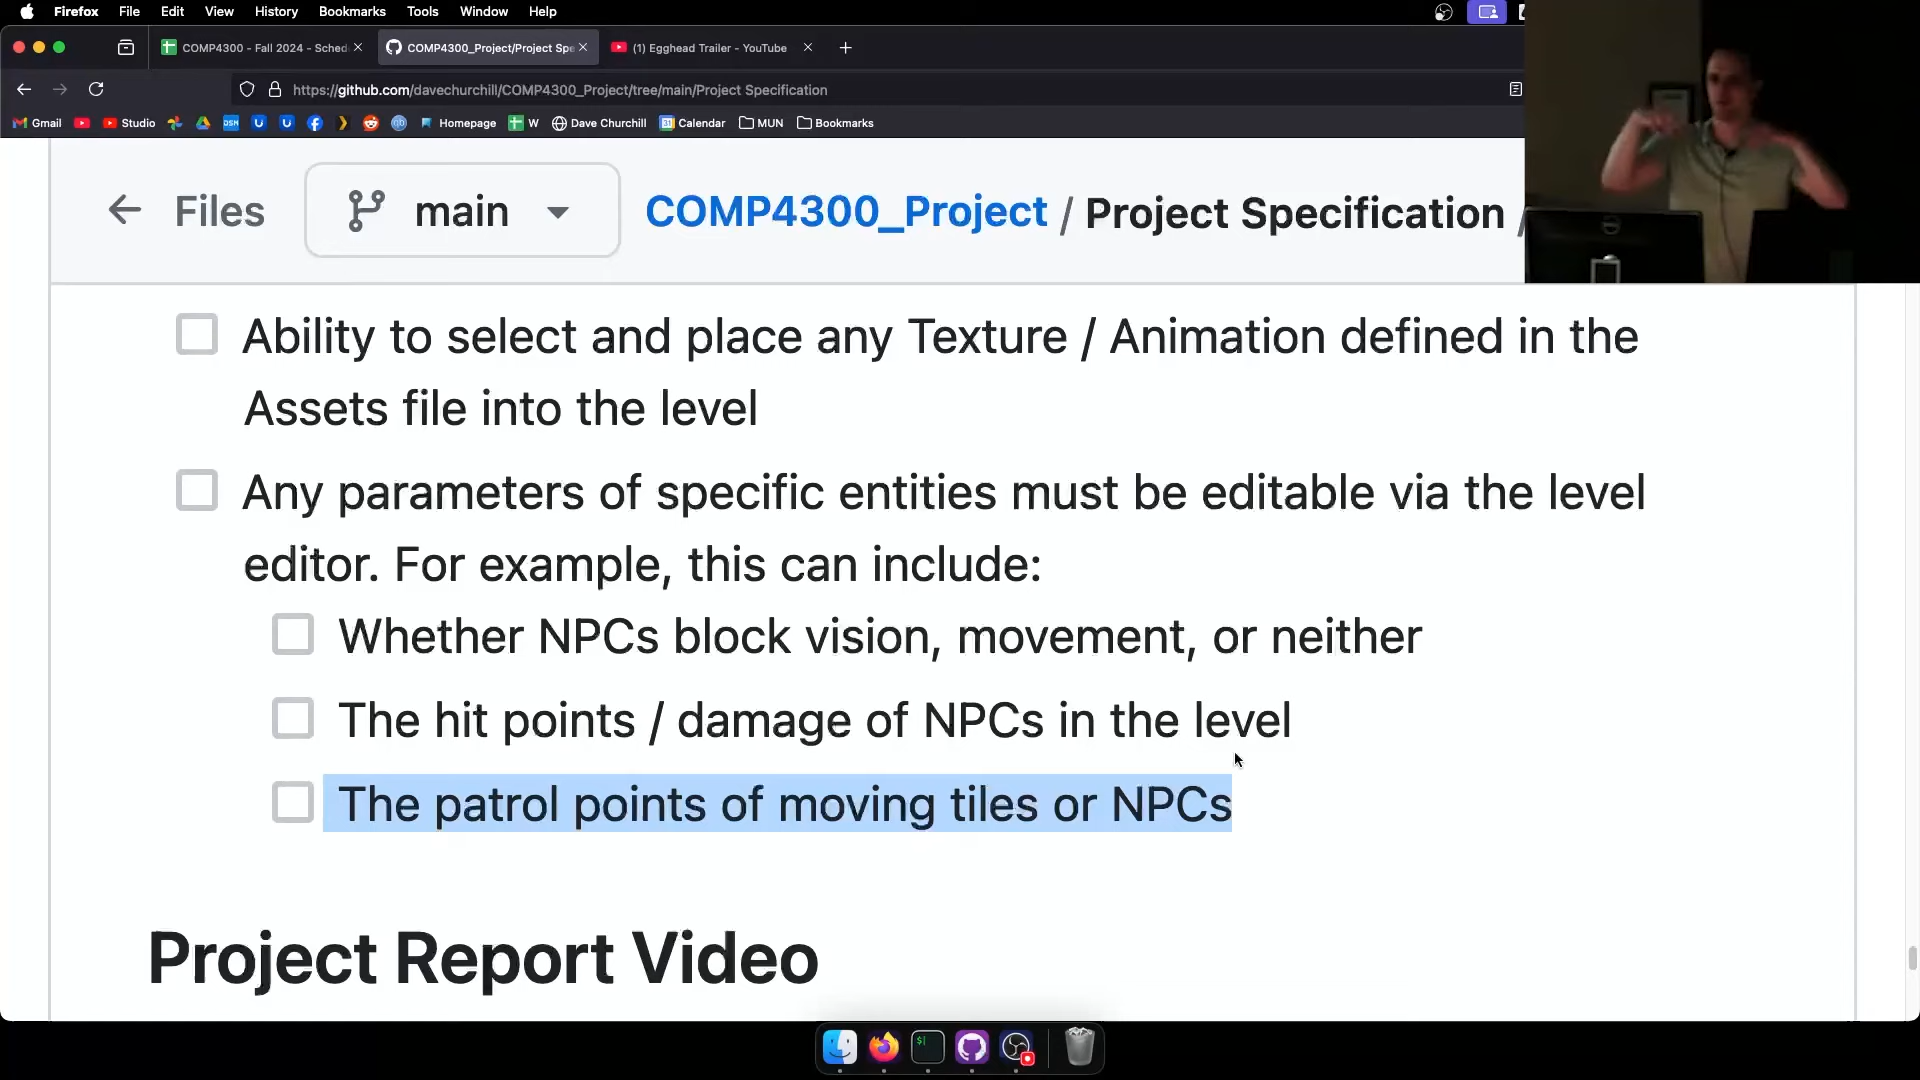 Firefox File Edit View History Bookmarks Tools Window Help
COMP4300 - Fall 2024 - Sched COMP4300_Project/Project Spe (1) Egghead Trailer - YouTube
https://github.com/davechurchill/COMP4300_Project/tree/main/Project Specification
Gmail Studio DSM Homepage W Dave Churchill Calendar MUN Bookmarks
Files main COMP4300_Project / Project Specification /
Ability to select and place any Texture / Animation defined in the
Assets file into the level
Any parameters of specific entities must be editable via the level
editor. For example, this can include:
Whether NPCs block vision, movement, or neither
The hit points / damage of NPCs in the level
The patrol points of moving tiles or NPCs
Project Report Video